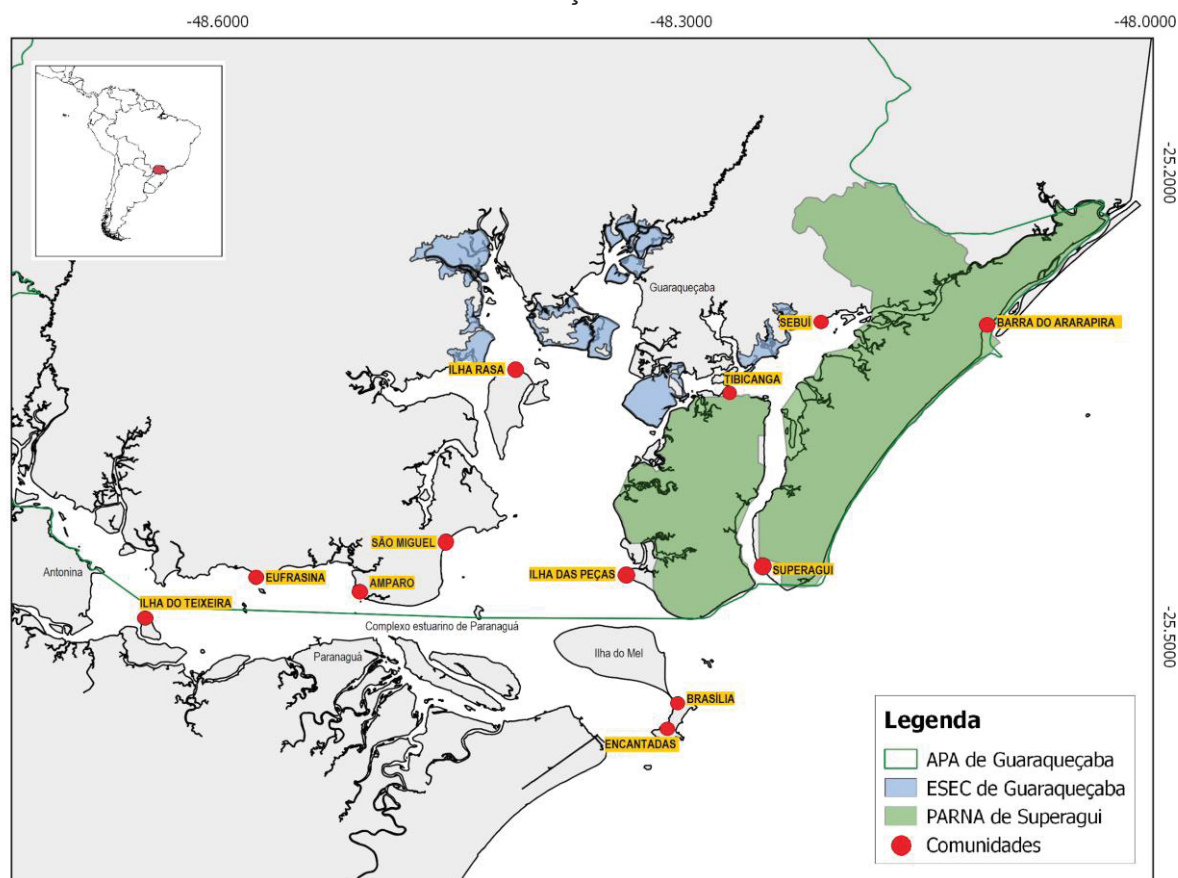 -48.6000
-48.3000
-48.0000
-25.2000
Guaraqueçaba
SEBUÍ
BARRA DO ARARAPIRA
ILHA RASA
TIBICANGA
SÃO MIGUEL
Antonina
EUFRASINA
AMPARO
ILHA DAS PEÇAS
SUPERAGUI
ILHA DO TEIXEIRA
Complexo estuarino de Paranaguá
Paranaguá
Ilha do Mel
-25.5000
BRASÍLIA
ENCANTADAS
Legenda
APA de Guaraqueçaba
ESEC de Guaraqueçaba
PARNA de Superagui
Comunidades